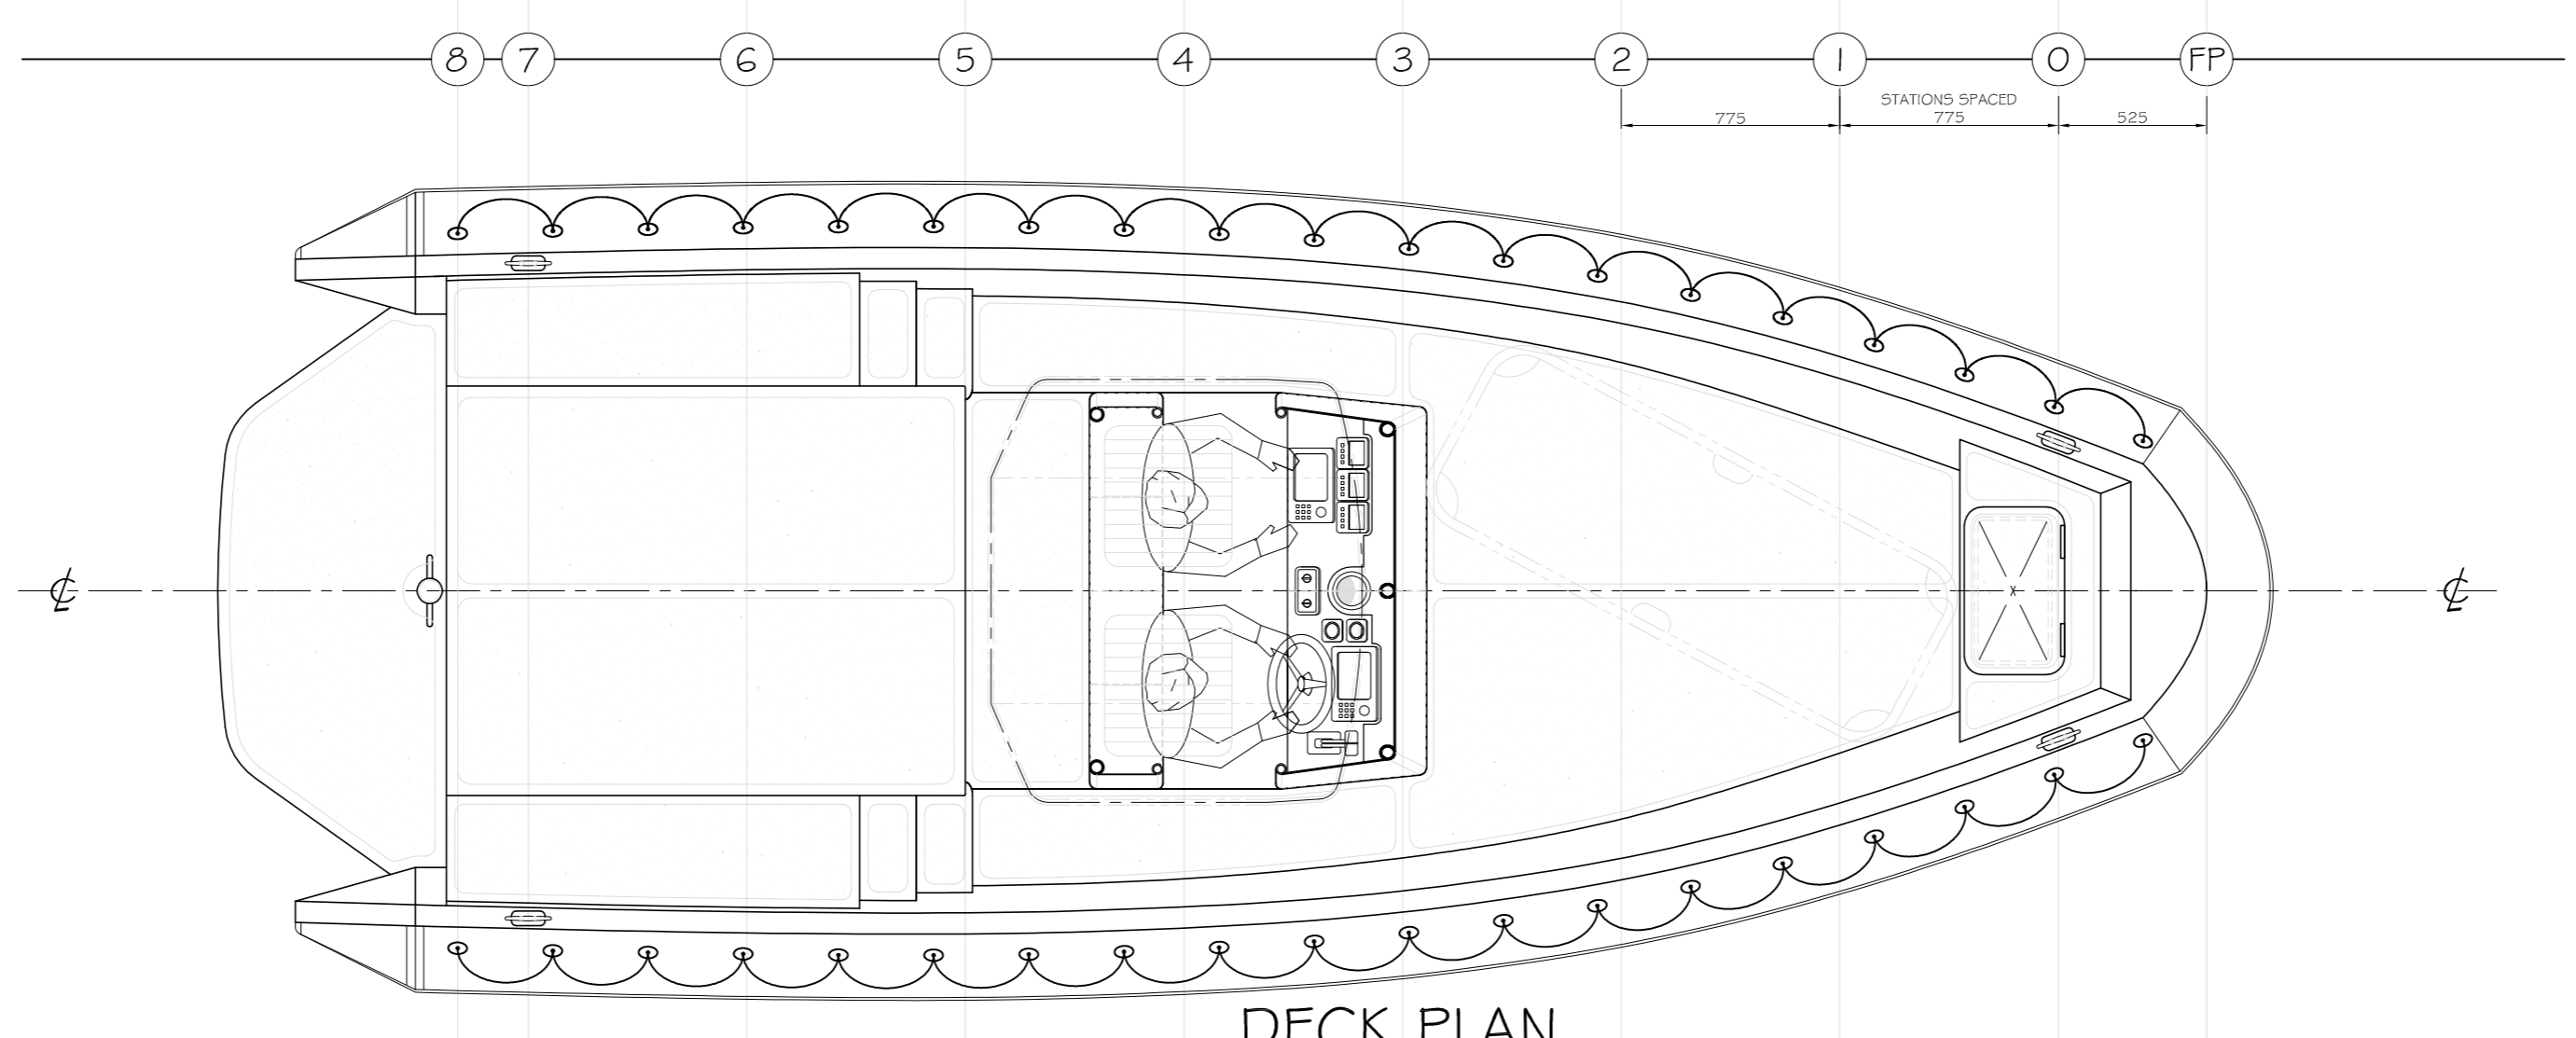 8 7 6 5 4 3 2 1 0 FP
STATIONS SPACED
775 775 525
℄ ℄
X
DECK PLAN